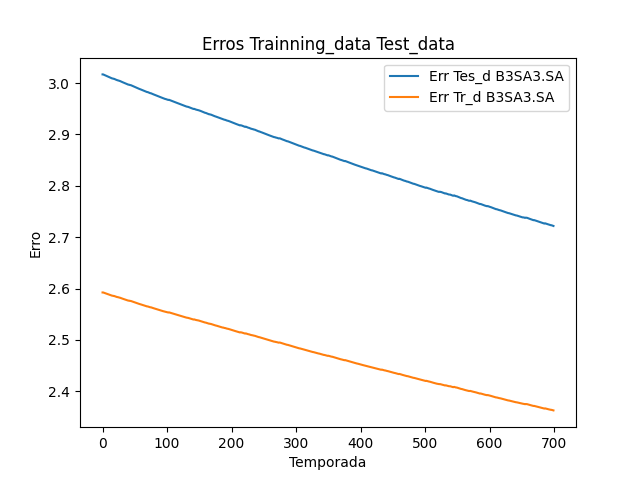 Erros Trainning_data Test_data
Err Tes_d B3SA3.SA
Err Tr_d B3SA3.SA
3.0
2.9
2.8
2.7
2.6
2.5
2.4
Erro
0 100 200 300 400 500 600 700
Temporada